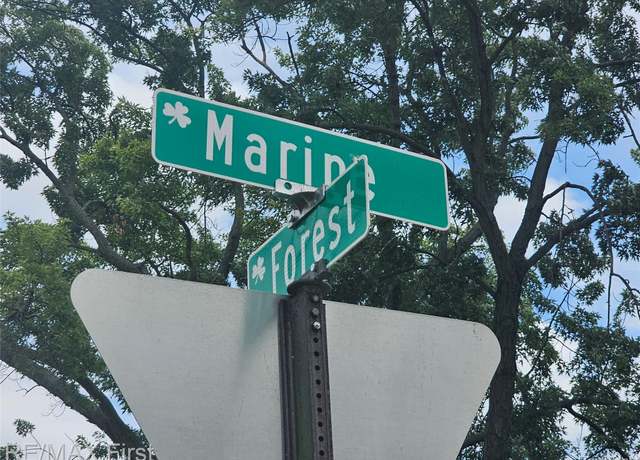 Marine
Forest
RE/MAX First